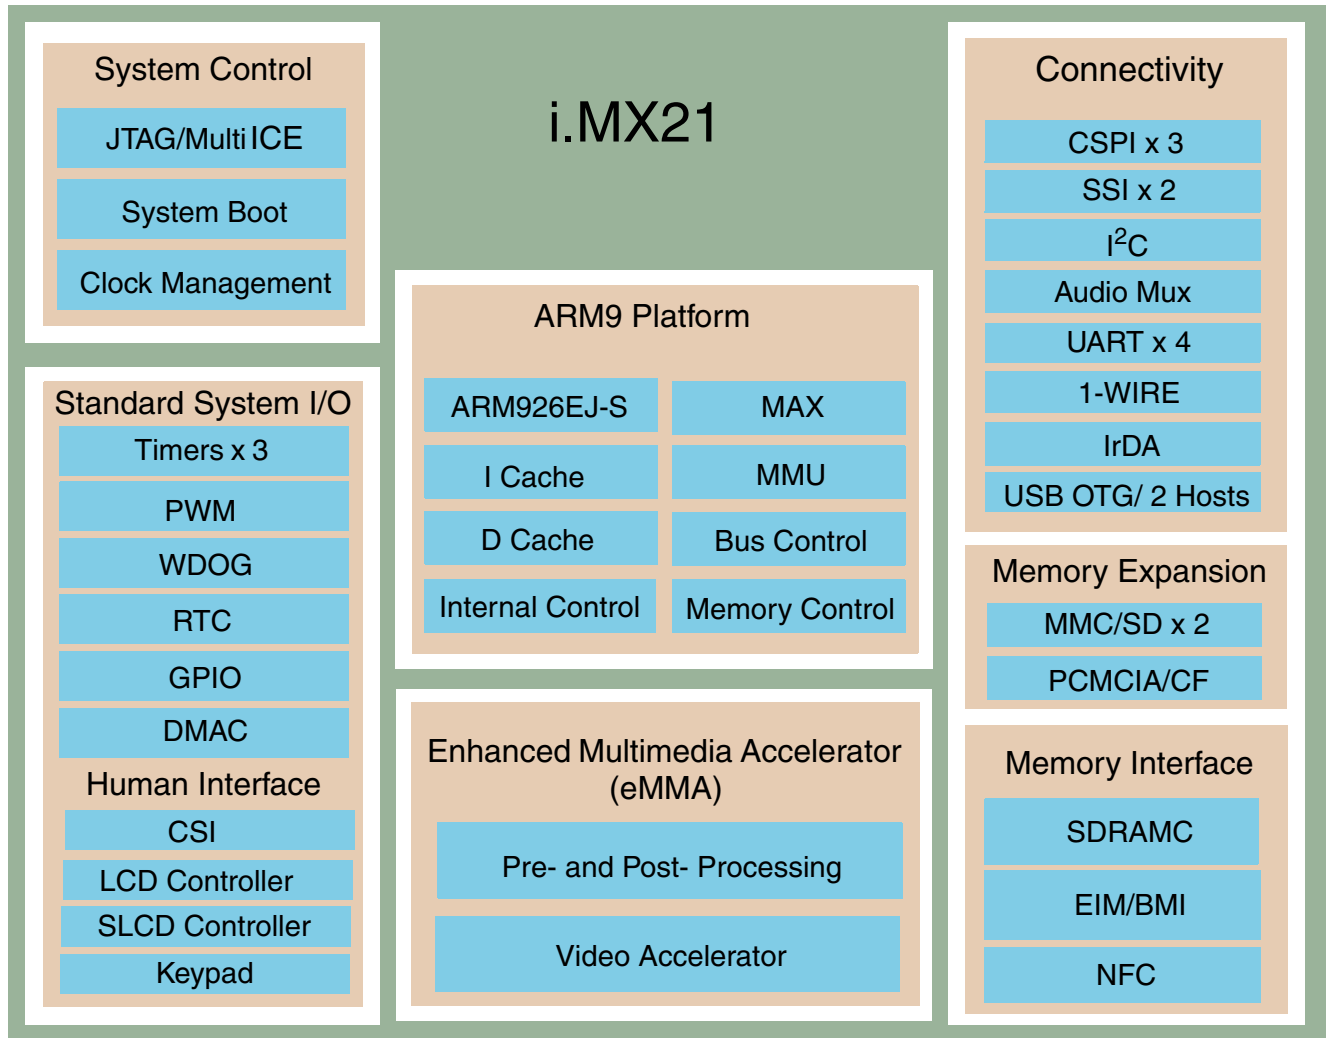 i.MX21
System Control
JTAG/Multi ICE
System Boot
Clock Management
Standard System I/O
Timers x 3
PWM
WDOG
RTC
GPIO
DMAC
Human Interface
CSI
LCD Controller
SLCD Controller
Keypad
ARM9 Platform
ARM926EJ-S
MAX
I Cache
MMU
D Cache
Bus Control
Internal Control
Memory Control
Enhanced Multimedia Accelerator
(eMMA)
Pre- and Post- Processing
Video Accelerator
Connectivity
CSPI x 3
SSI x 2
I²C
Audio Mux
UART x 4
1-WIRE
IrDA
USB OTG/ 2 Hosts
Memory Expansion
MMC/SD x 2
PCMCIA/CF
Memory Interface
SDRAMC
EIM/BMI
NFC